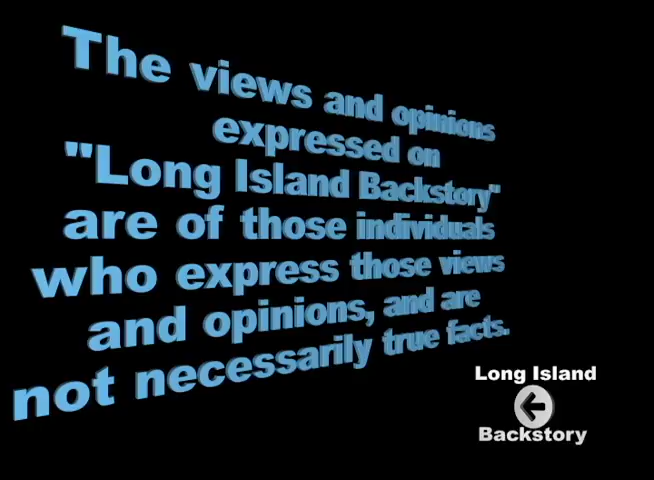 The views and opinions
expressed on
"Long Island Backstory"
are of those individuals
who express those views
and opinions, and are
not necessarily true facts.
Long Island
Backstory